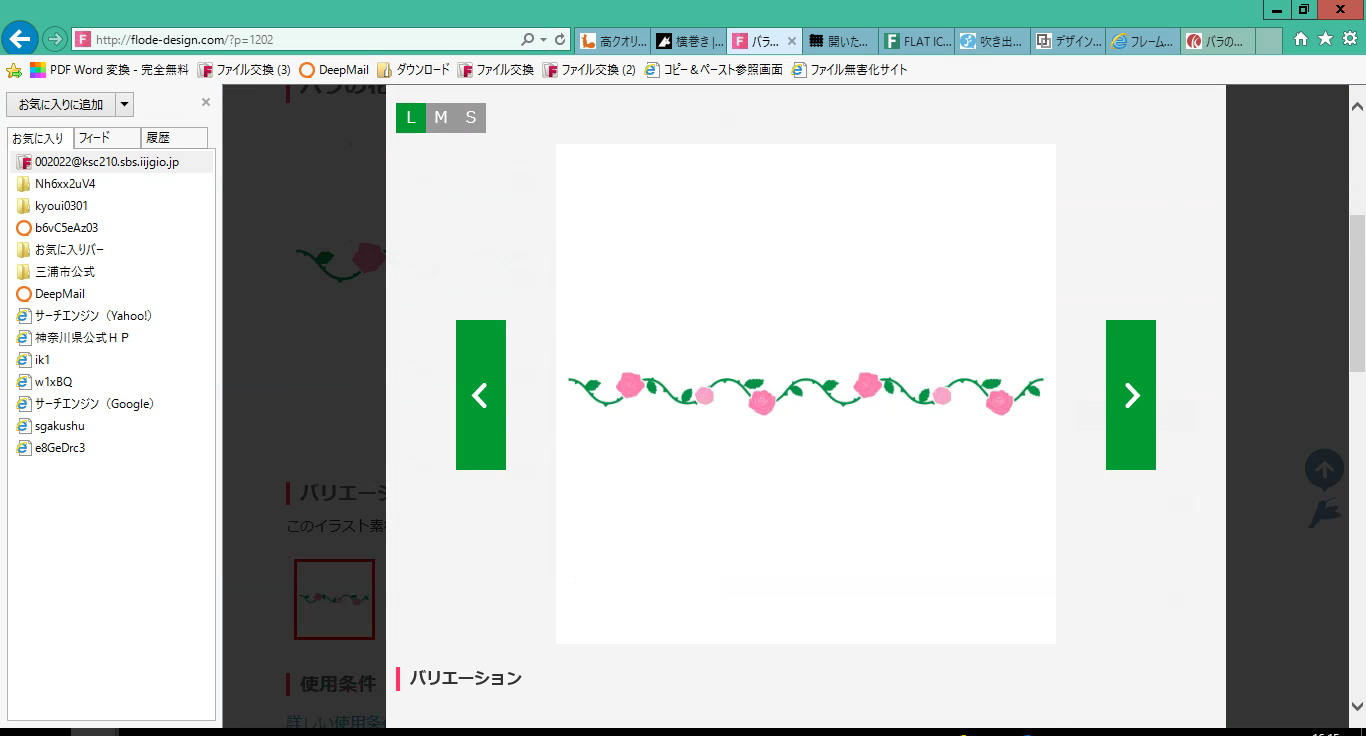 http://flode-design.com/?p=1202
高クオリ...
横巻き |...
バラ...
開いた...
FLAT IC...
吹き出...
デザイン...
フレーム...
バラの...
PDF Word 変換 - 完全無料
ファイル交換 (3)
DeepMail
ダウンロード
ファイル交換
ファイル交換 (2)
コピー＆ペースト参照画面
ファイル無害化サイト
お気に入りに追加
お気に入り
フィード
履歴
002022@ksc210.sbs.iijgio.jp
Nh6xx2uV4
kyoui0301
b6vC5eAz03
お気に入りバー
三浦市公式
DeepMail
サーチエンジン（Yahoo!）
神奈川県公式ＨＰ
ik1
w1xBQ
サーチエンジン（Google）
sgakushu
e8GeDrc3
L M S
バリエーシ
このイラスト素
使用条件
詳しい使用条
バリエーション